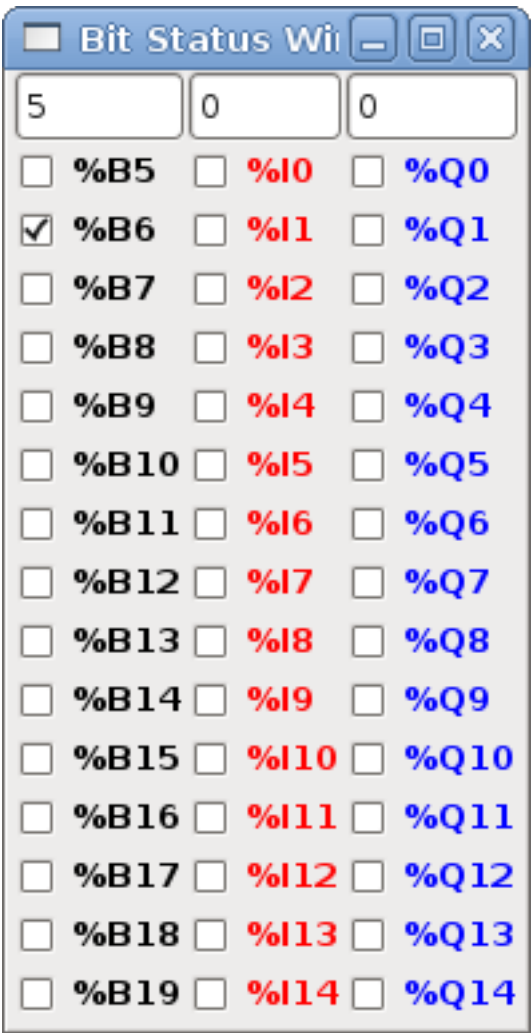 Bit Status Wi
5 0 0
%B5 %I0 %Q0
%B6 %I1 %Q1
%B7 %I2 %Q2
%B8 %I3 %Q3
%B9 %I4 %Q4
%B10 %I5 %Q5
%B11 %I6 %Q6
%B12 %I7 %Q7
%B13 %I8 %Q8
%B14 %I9 %Q9
%B15 %I10 %Q10
%B16 %I11 %Q11
%B17 %I12 %Q12
%B18 %I13 %Q13
%B19 %I14 %Q14